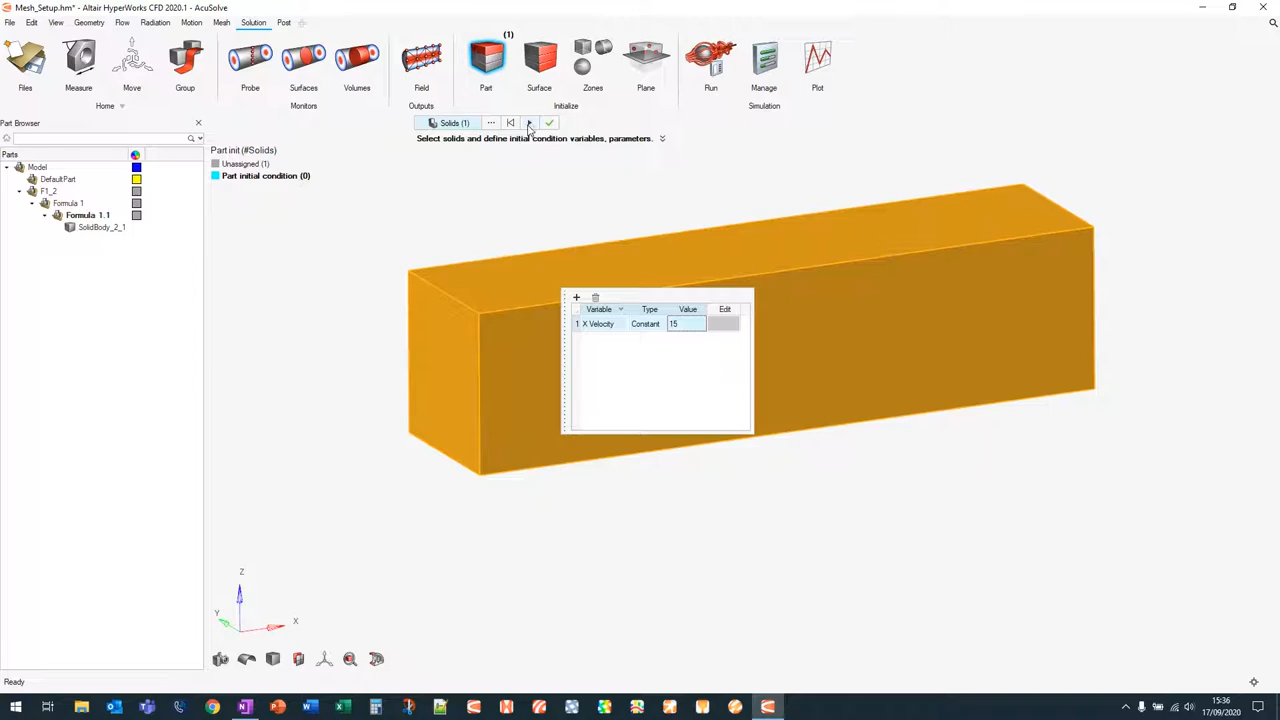 Mesh_Setup.hm* - Altair HyperWorks CFD 2020.1 - AcuSolve
File Edit View Geometry Flow Radiation Motion Mesh Solution Post
(1)
Files Measure Move Group Probe Surfaces Volumes Field Part Surface Zones Plane Run Manage Plot
Home Monitors Outputs Initialize Simulation
Solids (1) ...
Select solids and define initial condition variables, parameters.
Part Browser
Parts
Model
DefaultPart
F1_2
Formula 1
Formula 1.1
SolidBody_2_1
Part init (#Solids)
Unassigned (1)
Part initial condition (0)
Variable Type Value Edit
1 X Velocity Constant 15
Z
Y
X
Ready
15:36
17/09/2020